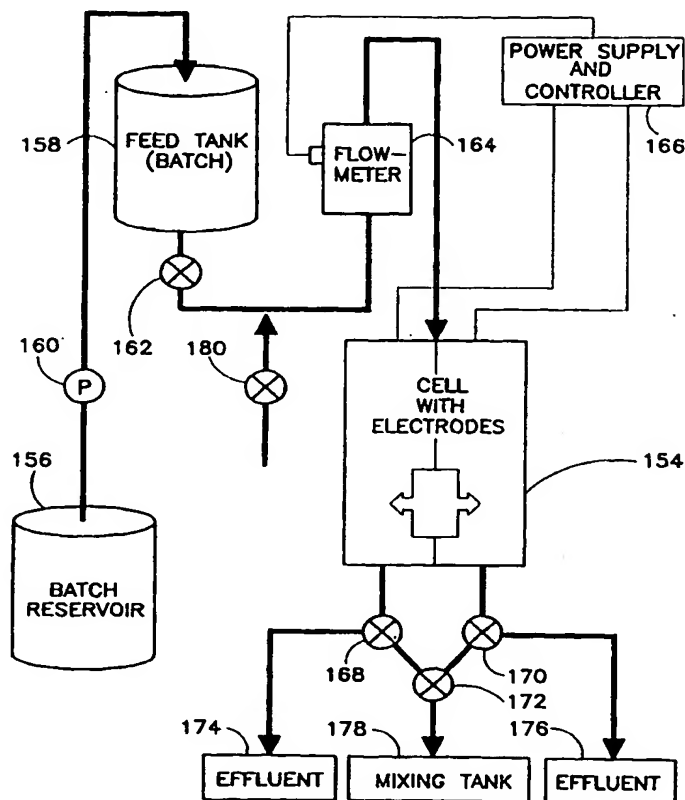 POWER SUPPLY
AND
CONTROLLER
166
158
FEED TANK
(BATCH)
FLOW-
METER
164
162
180
160
P
CELL
WITH
ELECTRODES
154
156
BATCH
RESERVOIR
168
170
172
174
178
176
EFFLUENT
MIXING TANK
EFFLUENT